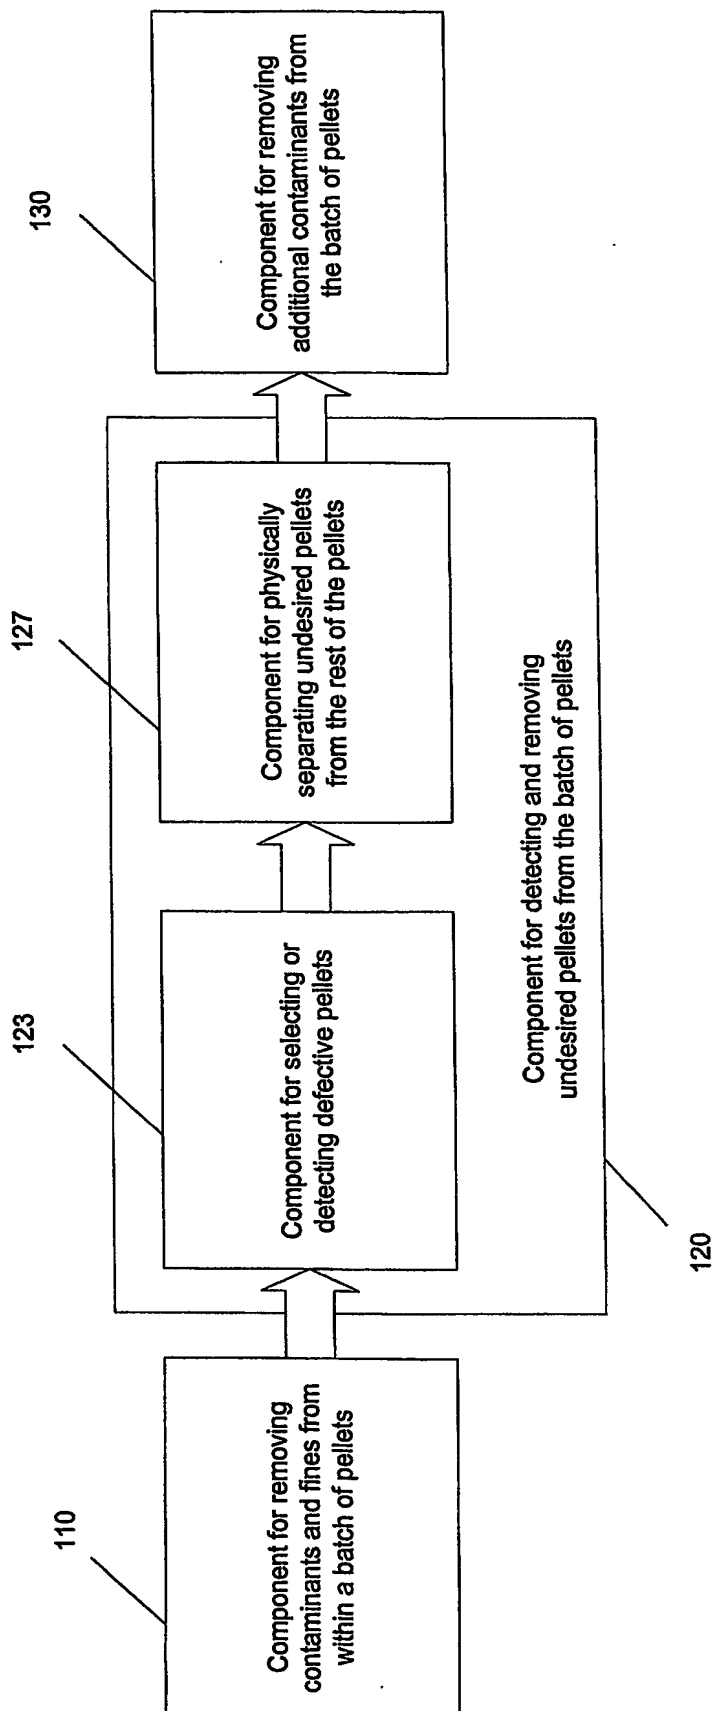 110
Component for removing
contaminants and fines from
within a batch of pellets
123
Component for selecting or
detecting defective pellets
127
Component for physically
separating undesired pellets
from the rest of the pellets
Component for detecting and removing
undesired pellets from the batch of pellets
120
130
Component for removing
additional contaminants from
the batch of pellets